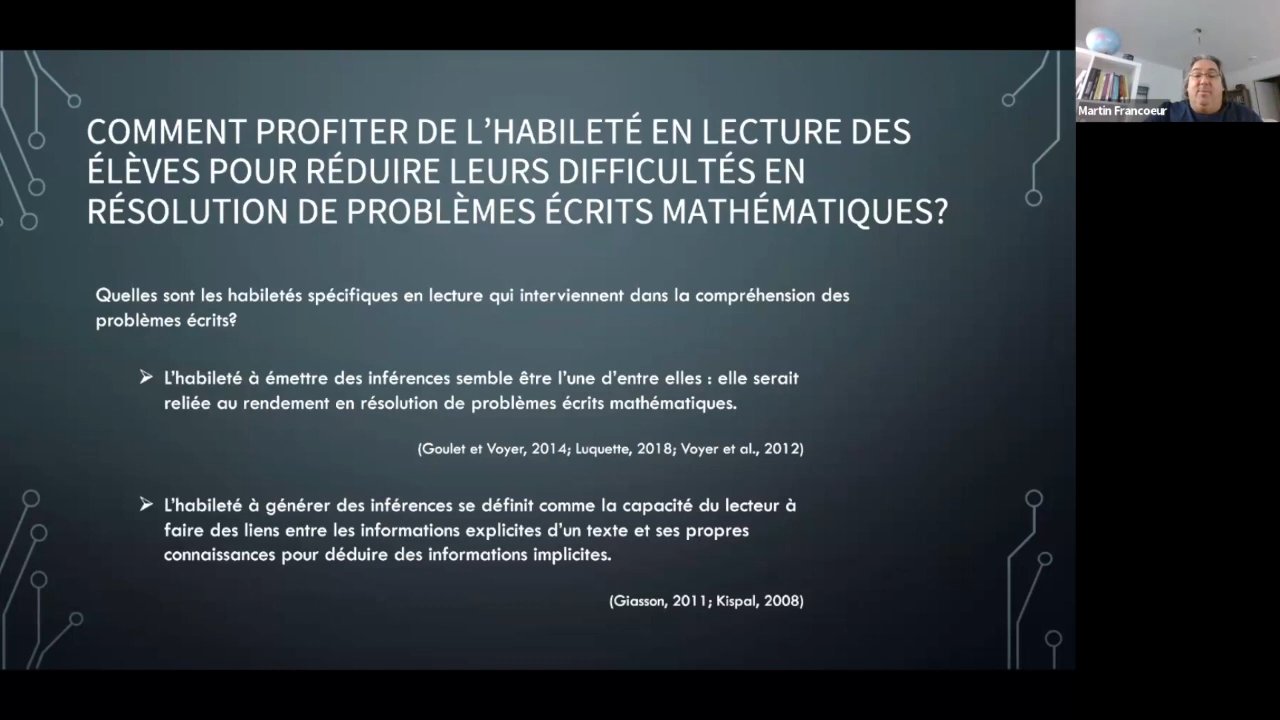 COMMENT PROFITER DE L'HABILETÉ EN LECTURE DES
ÉLÈVES POUR RÉDUIRE LEURS DIFFICULTÉS EN
RÉSOLUTION DE PROBLÈMES ÉCRITS MATHÉMATIQUES?
Quelles sont les habiletés spécifiques en lecture qui interviennent dans la compréhension des
problèmes écrits?
L'habileté à émettre des inférences semble être l'une d'entre elles : elle serait
reliée au rendement en résolution de problèmes écrits mathématiques.
(Goulet et Voyer, 2014; Luquette, 2018; Voyer et al., 2012)
L'habileté à générer des inférences se définit comme la capacité du lecteur à
faire des liens entre les informations explicites d'un texte et ses propres
connaissances pour déduire des informations implicites.
(Giasson, 2011; Kispal, 2008)
Martin Francoeur